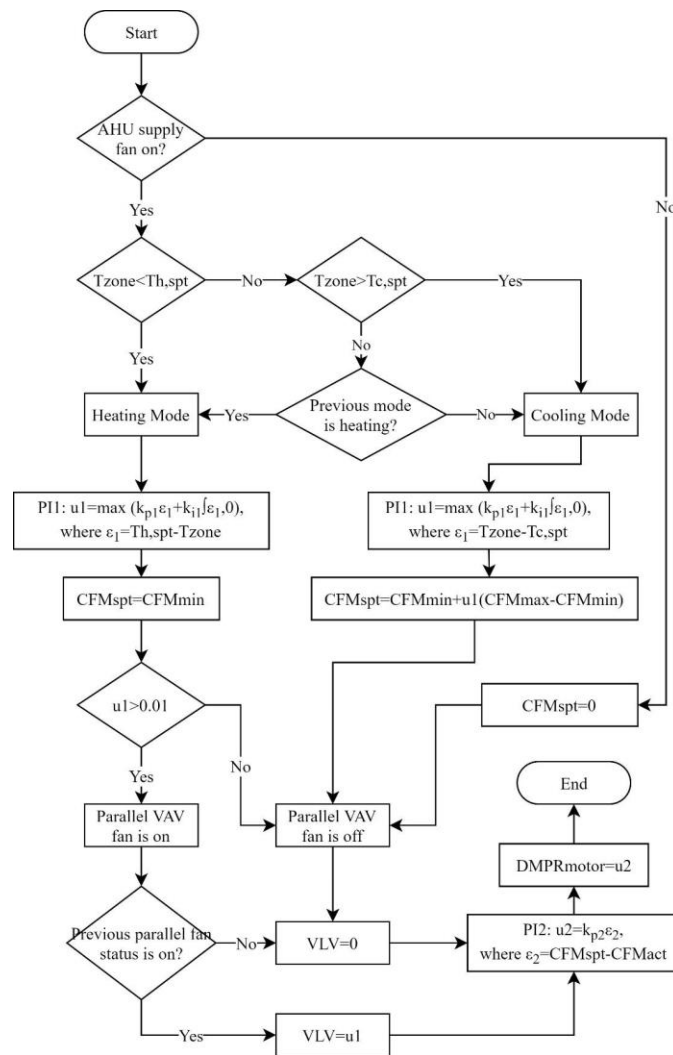 Start
AHU supply
fan on?
No
Yes
Tzone<Th,spt
No
Tzone>Tc,spt
Yes
Yes
No
Heating Mode
Yes
Previous mode
is heating?
No
Cooling Mode
PI1: u1=max (kp1ε1+ki1∫ε1,0),
where ε1=Th,spt-Tzone
PI1: u1=max (kp1ε1+ki1∫ε1,0),
where ε1=Tzone-Tc,spt
CFMspt=CFMmin
CFMspt=CFMmin+u1(CFMmax-CFMmin)
u1>0.01
CFMspt=0
No
Yes
Parallel VAV
fan is on
Parallel VAV
fan is off
End
DMPRmotor=u2
Previous parallel fan
status is on?
No
VLV=0
PI2: u2=kp2ε2,
where ε2=CFMspt-CFMact
Yes
VLV=u1